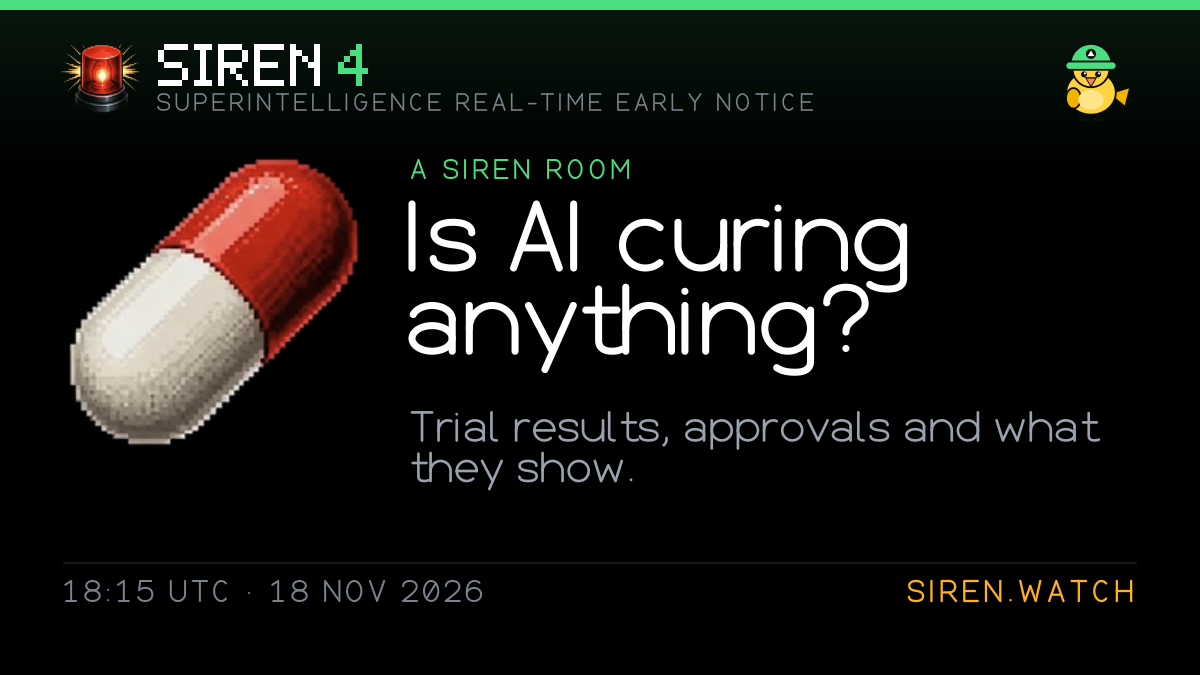 SIREN 4
SUPERINTELLIGENCE REAL-TIME EARLY NOTICE
A SIREN ROOM
Is AI curing
anything?
Trial results, approvals and what
they show.
18:15 UTC · 18 NOV 2026
SIREN.WATCH